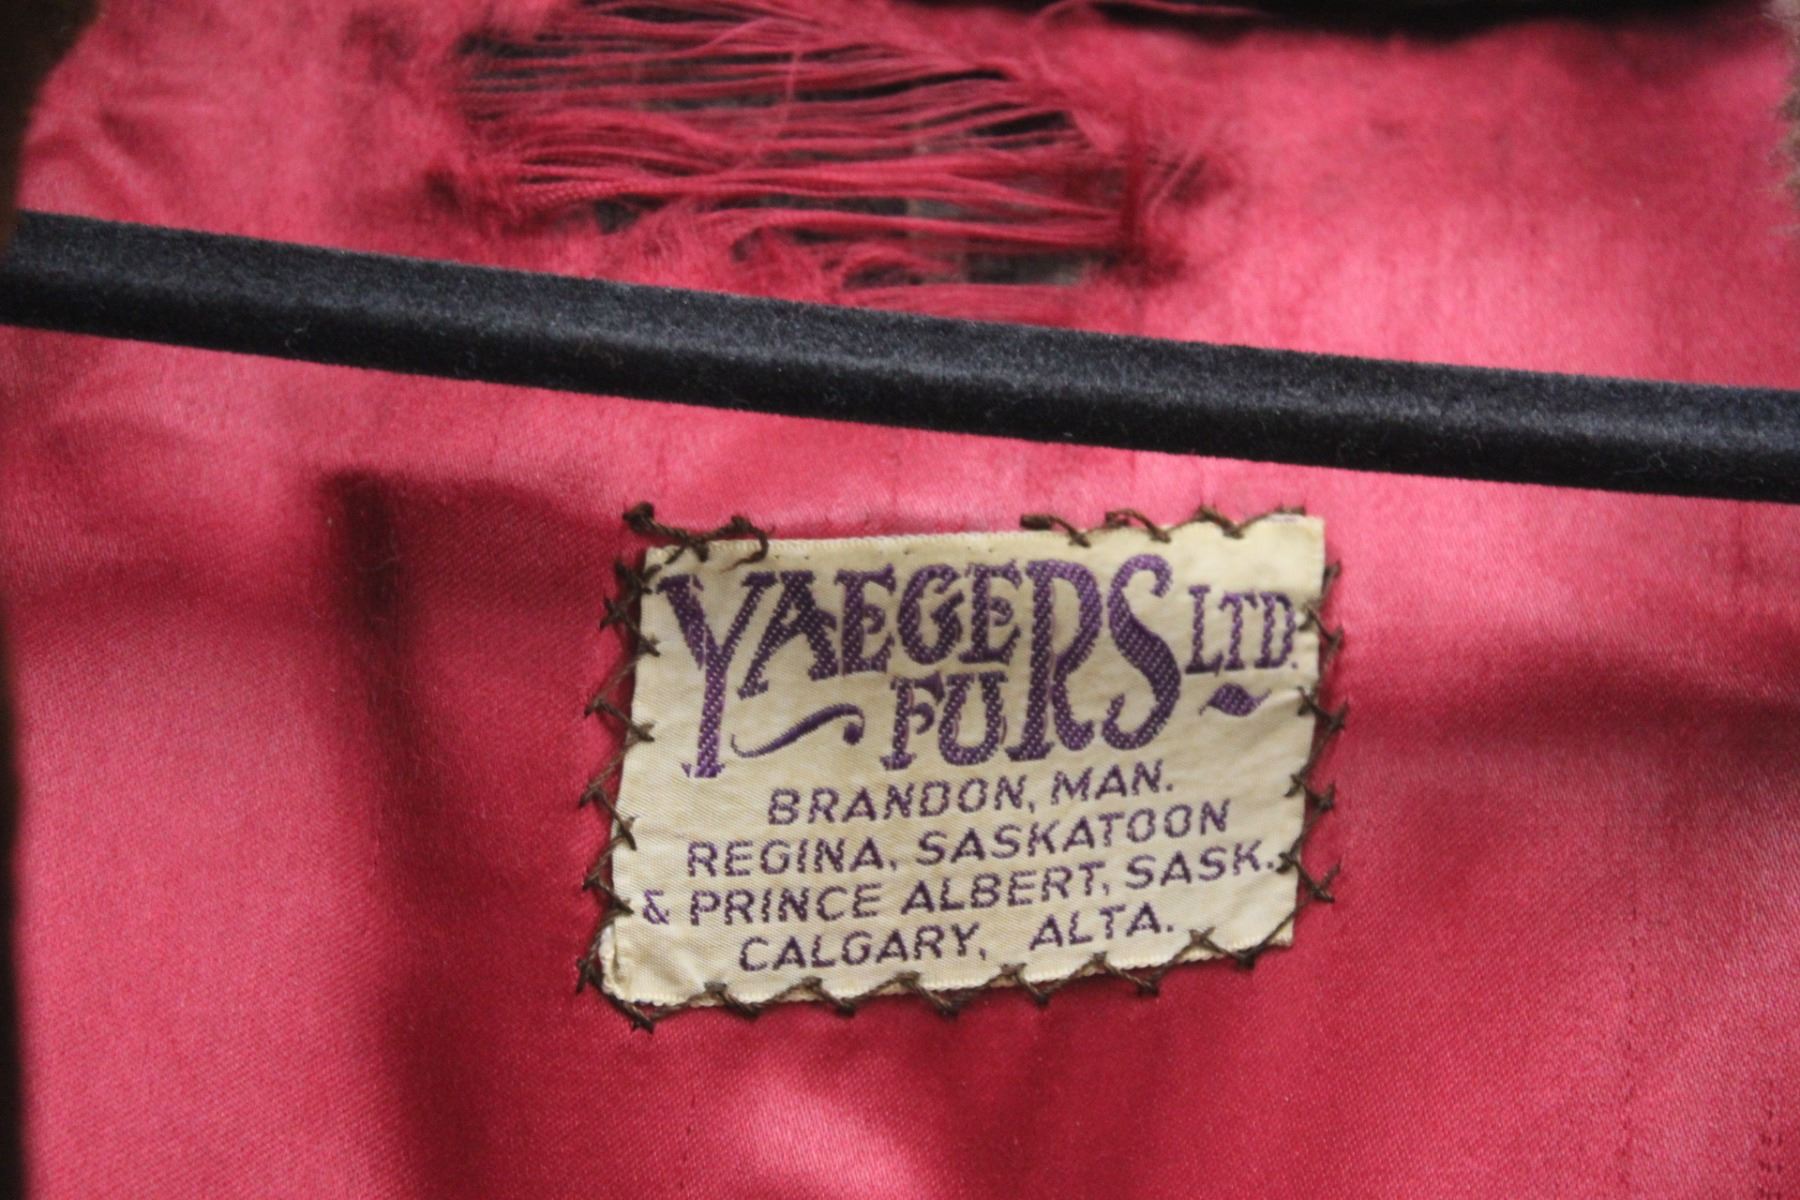 YAEGERS LTD.
FURS
BRANDON, MAN.
REGINA, SASKATOON
& PRINCE ALBERT, SASK.
CALGARY, ALTA.